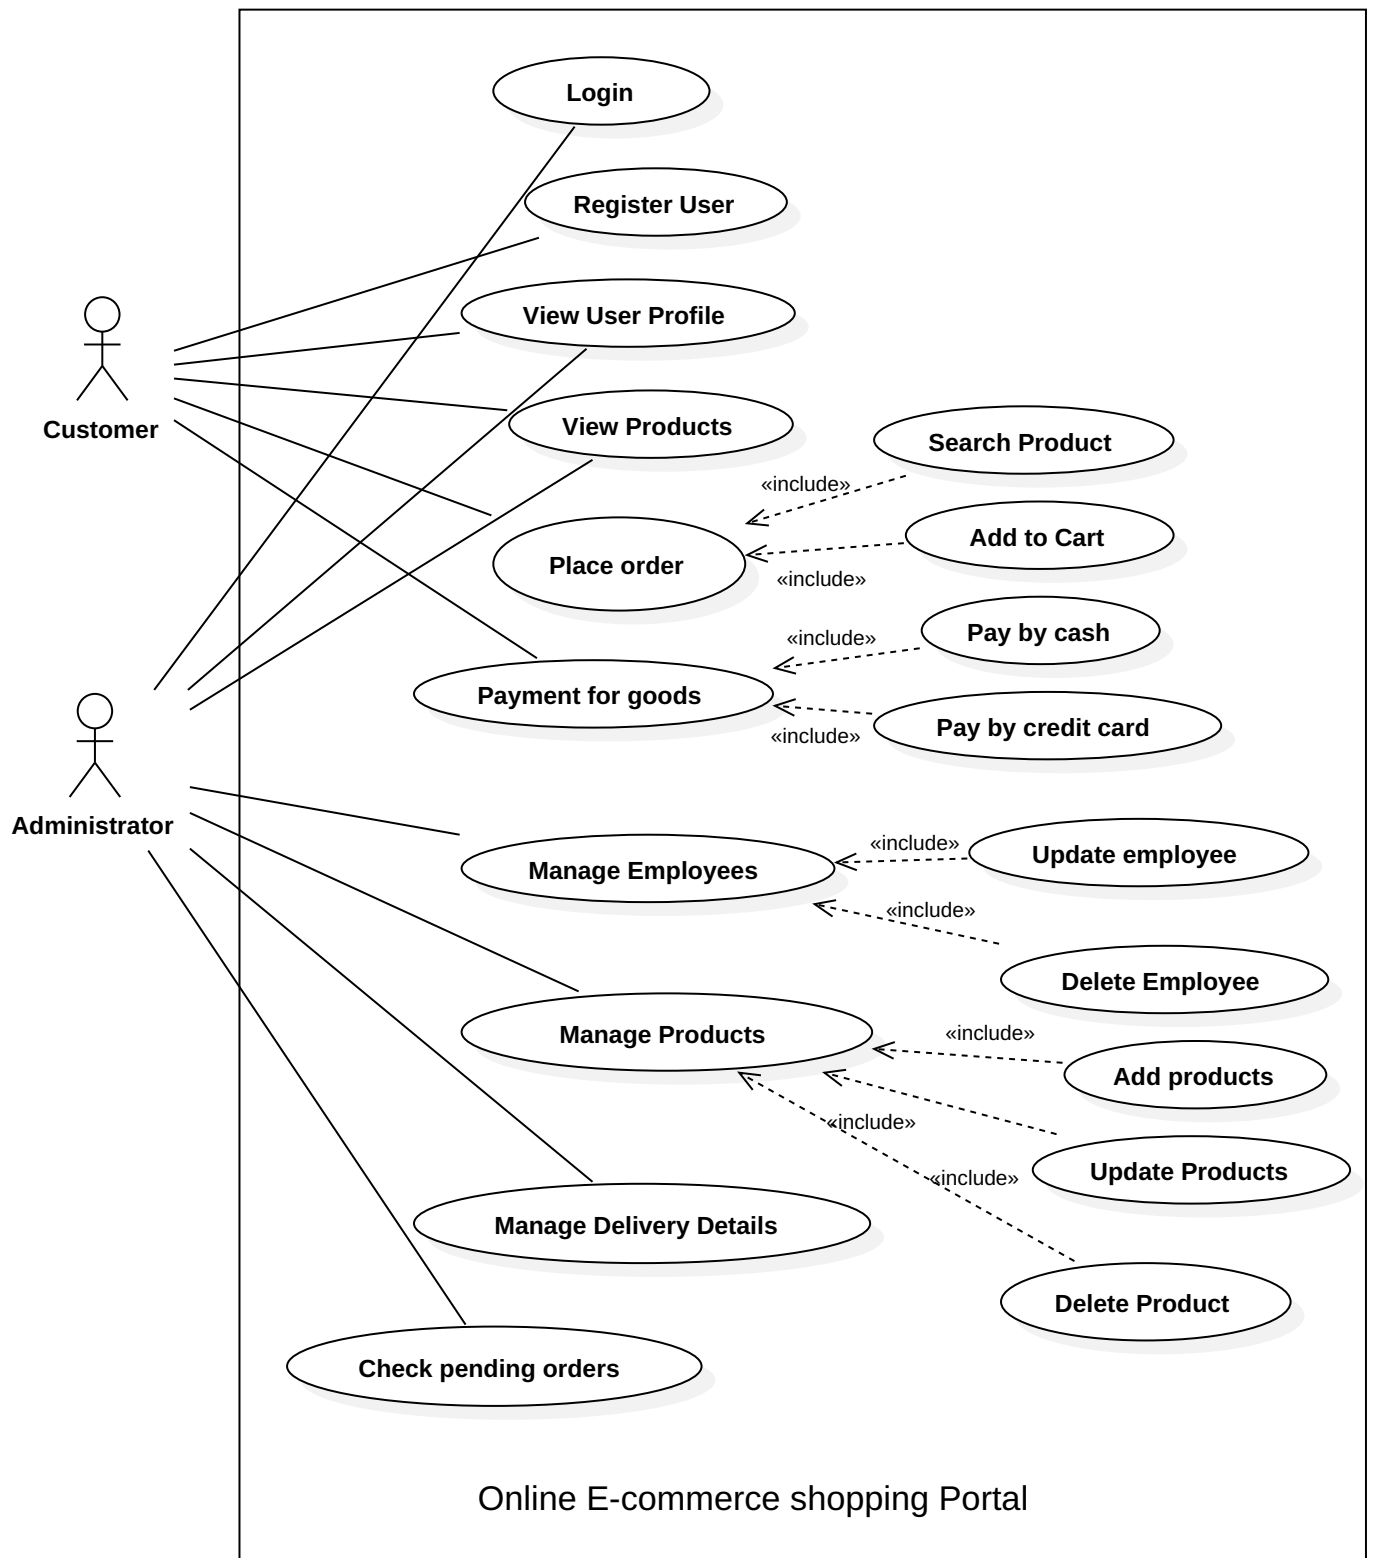 Login
Register User
View User Profile
Customer
View Products
Search Product
«include»
Add to Cart
Place order
«include»
Pay by cash
«include»
Payment for goods
Pay by credit card
«include»
Administrator
«include»
Update employee
Manage Employees
«include»
Delete Employee
Manage Products
«include»
Add products
«include»
Update Products
«include»
Manage Delivery Details
Delete Product
Check pending orders
Online E-commerce shopping Portal